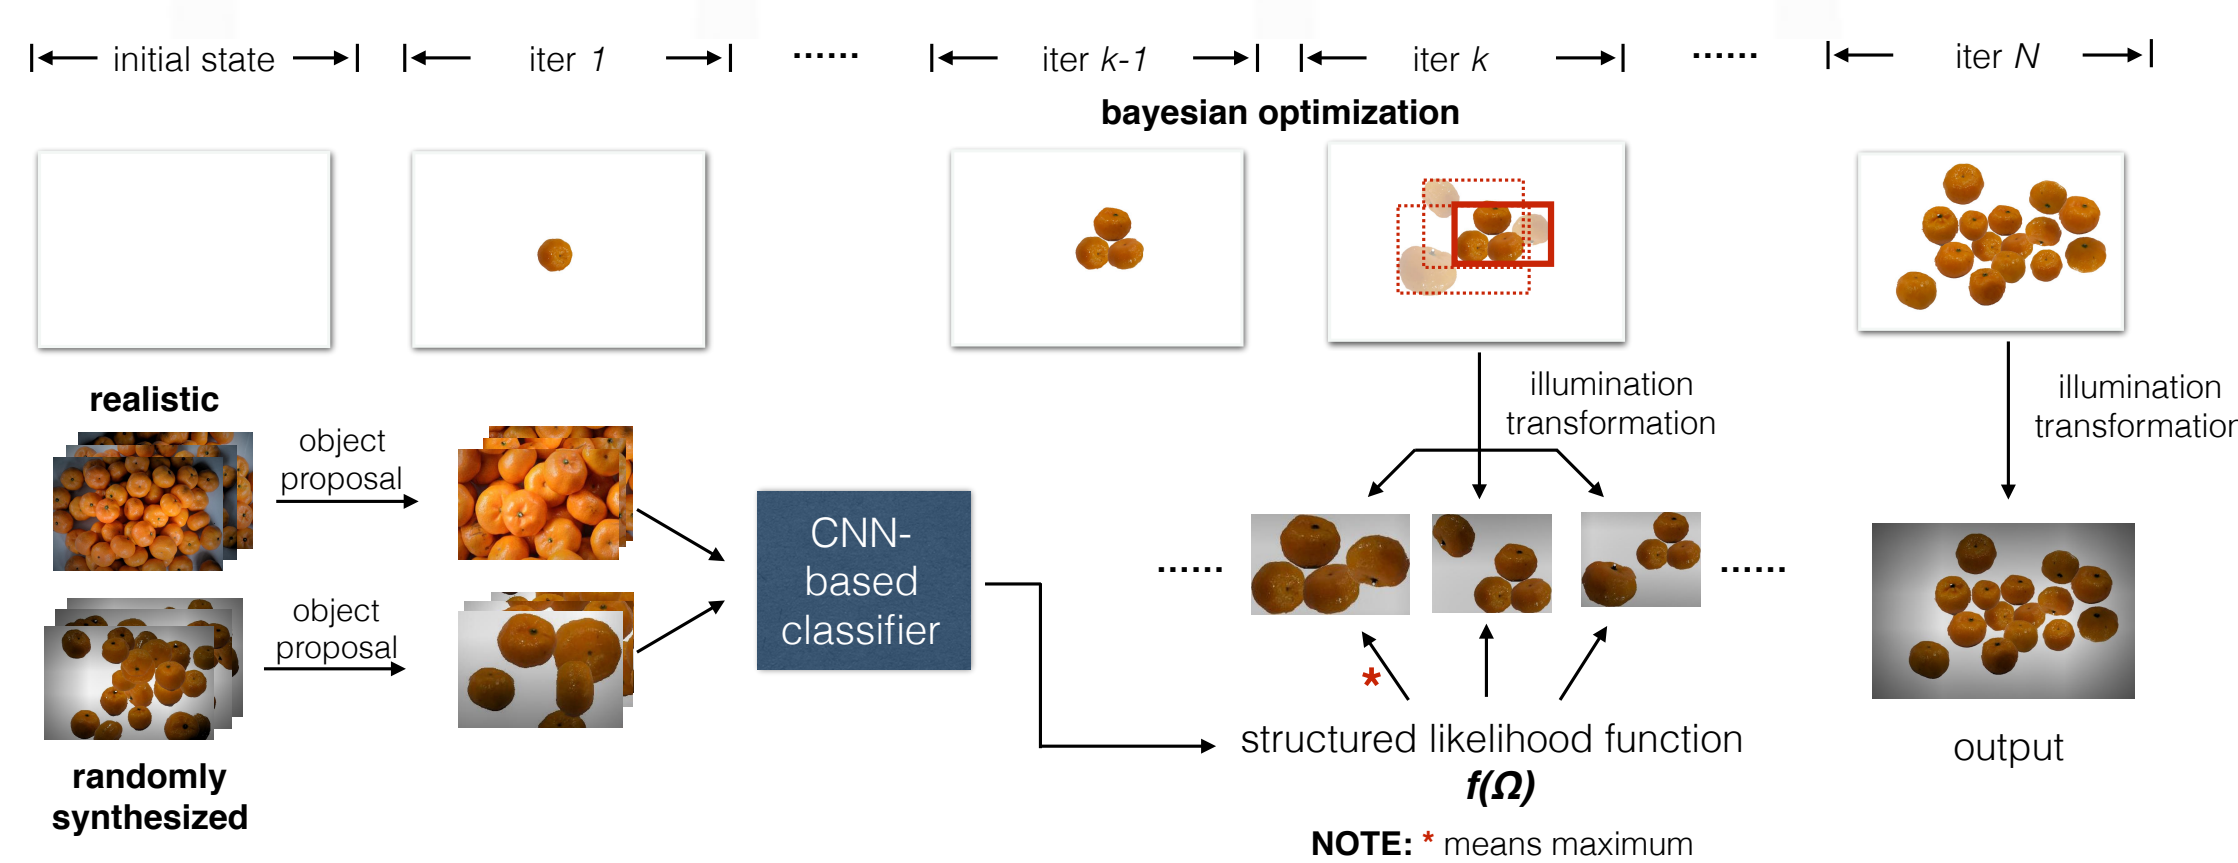 initial state
iter 1
......
iter k-1
iter k
......
iter N
bayesian optimization
realistic
object
proposal
object
proposal
randomly
synthesized
CNN-
based
classifier
illumination
transformation
illumination
transformation
......
......
*
structured likelihood function
f(Ω)
NOTE: * means maximum
output